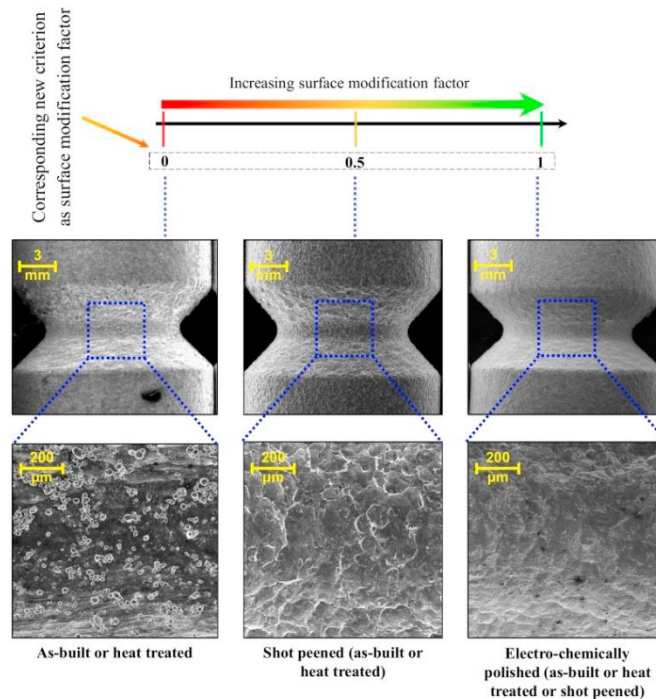 Corresponding new criterion
as surface modification factor
Increasing surface modification factor
0
0.5
1
3
mm
3
mm
3
mm
200
µm
200
µm
200
µm
As-built or heat treated
Shot peened (as-built or
heat treated)
Electro-chemically
polished (as-built or heat
treated or shot peened)